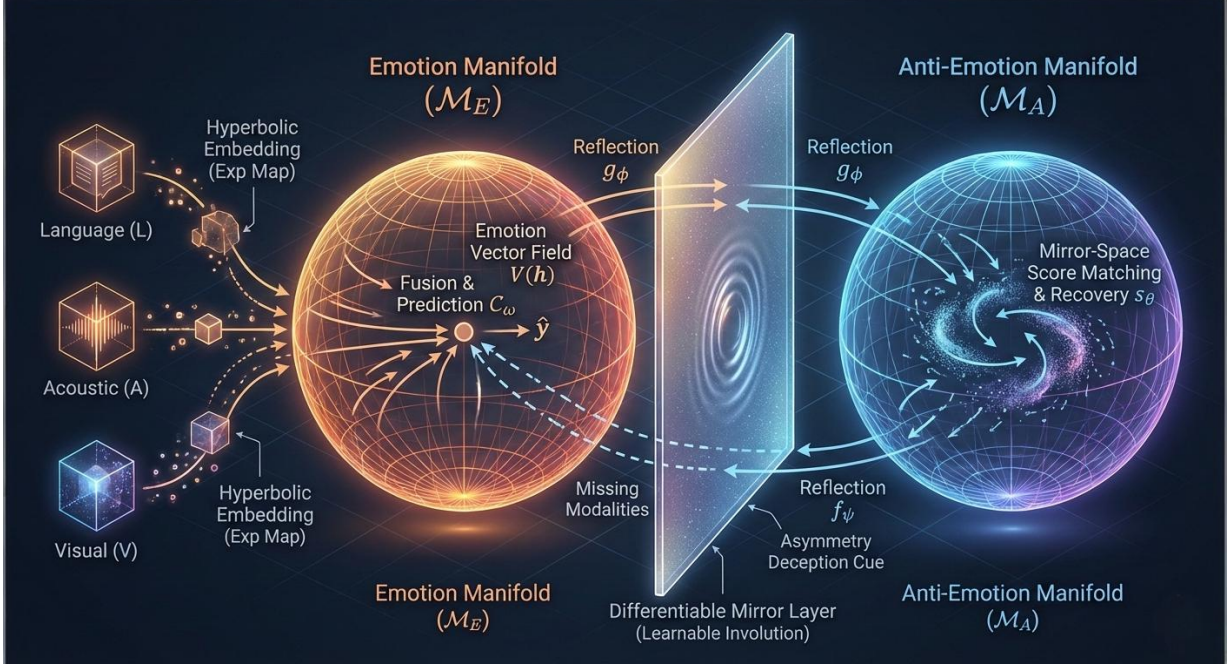 Emotion Manifold
(ℳ_E)
Anti-Emotion Manifold
(ℳ_A)
Hyperbolic
Embedding
(Exp Map)
Language (L)
Acoustic (A)
Visual (V)
Hyperbolic
Embedding
(Exp Map)
Reflection
g_ϕ
Reflection
g_ϕ
Emotion
Vector Field
V(h)
Fusion &
Prediction C_ω
ŷ
Mirror-Space
Score Matching
& Recovery s_θ
Missing
Modalities
Reflection
f_ψ
Asymmetry
Deception Cue
Emotion Manifold
(ℳ_E)
Differentiable Mirror Layer
(Learnable Involution)
Anti-Emotion Manifold
(ℳ_A)